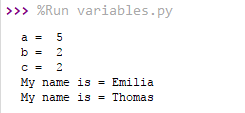 >>> %Run variables.py
a =  5
b =  2
c =  2
My name is = Emilia
My name is = Thomas